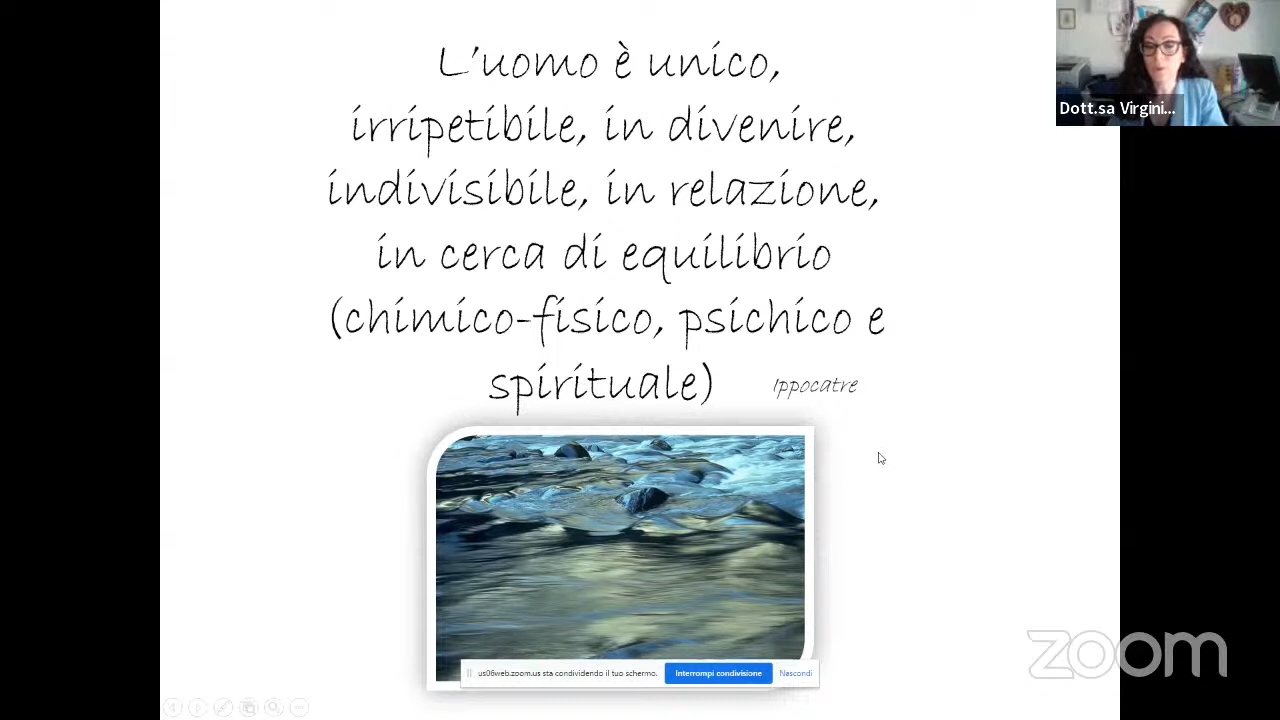 L'uomo è unico,
irripetibile, in divenire,
indivisibile, in relazione,
in cerca di equilibrio
(chimico-fisico, psichico e
spirituale)
Ippocatre
Dott.sa Virgini...
us06web.zoom.us sta condividendo il tuo schermo.
Interrompi condivisione
Nascondi
zoom